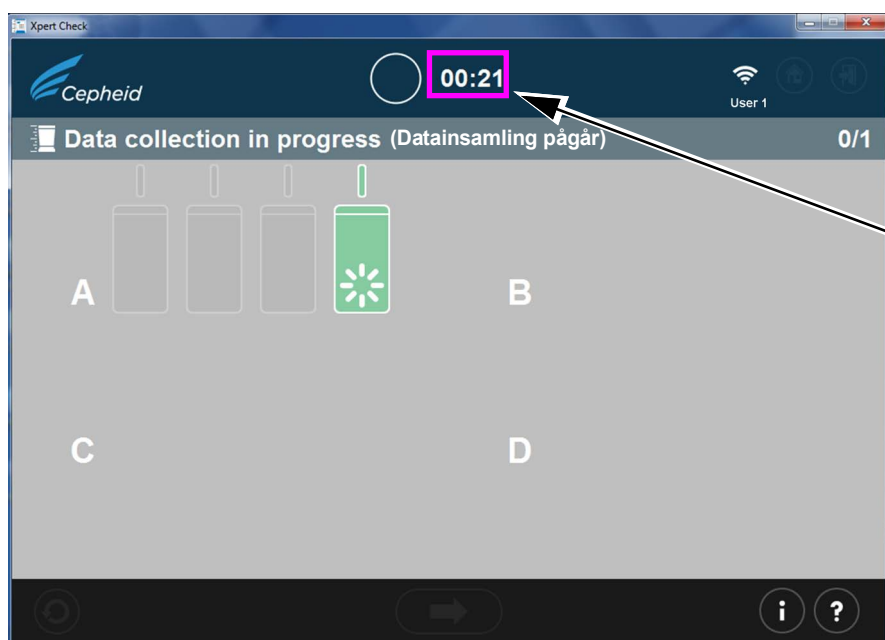 Xpert Check
Cepheid
00:21
User 1
Data collection in progress (Datainsamling pågår) 0/1
A B
C D
i ?